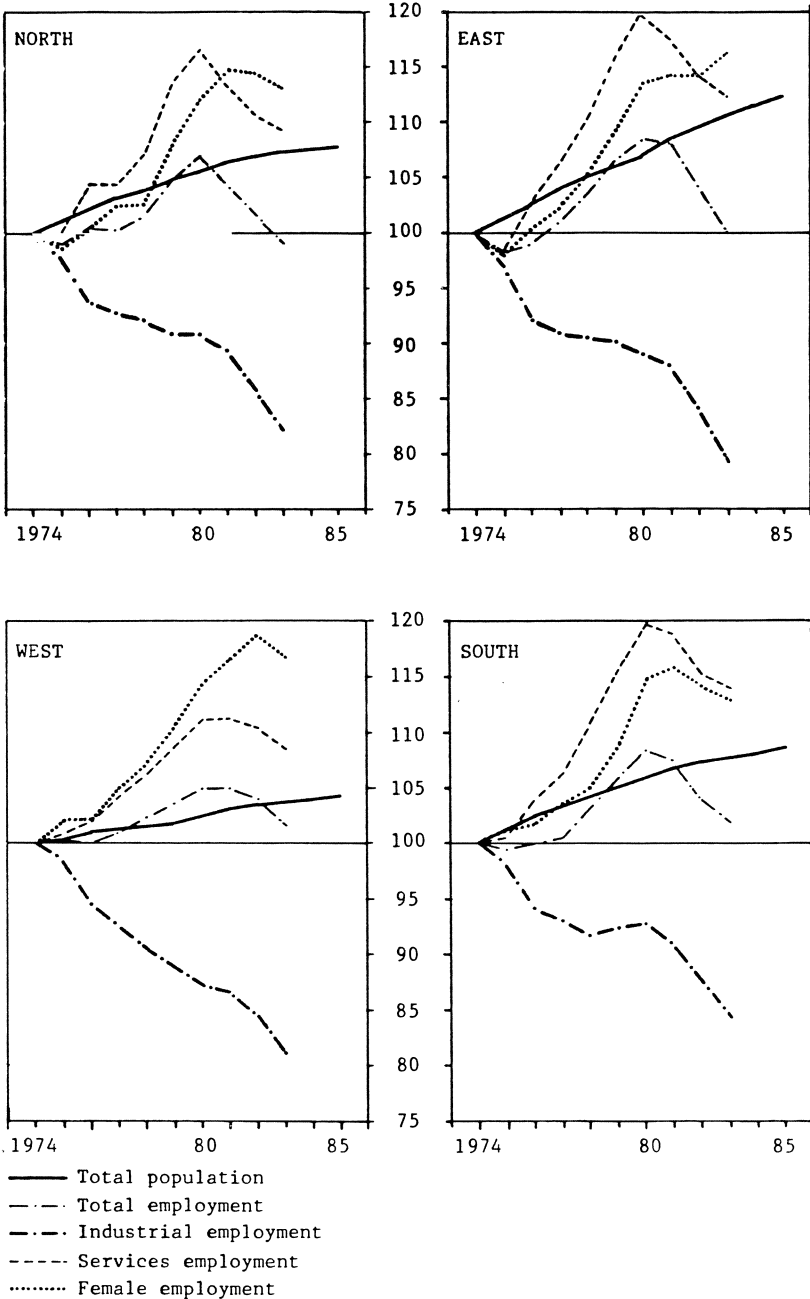 NORTH
EAST
120
115
110
105
100
95
90
85
80
75
1974 80 85
1974 80 85
WEST
SOUTH
120
115
110
105
100
95
90
85
80
75
.1974 80 85
1974 80 85
Total population
Total employment
Industrial employment
Services employment
Female employment